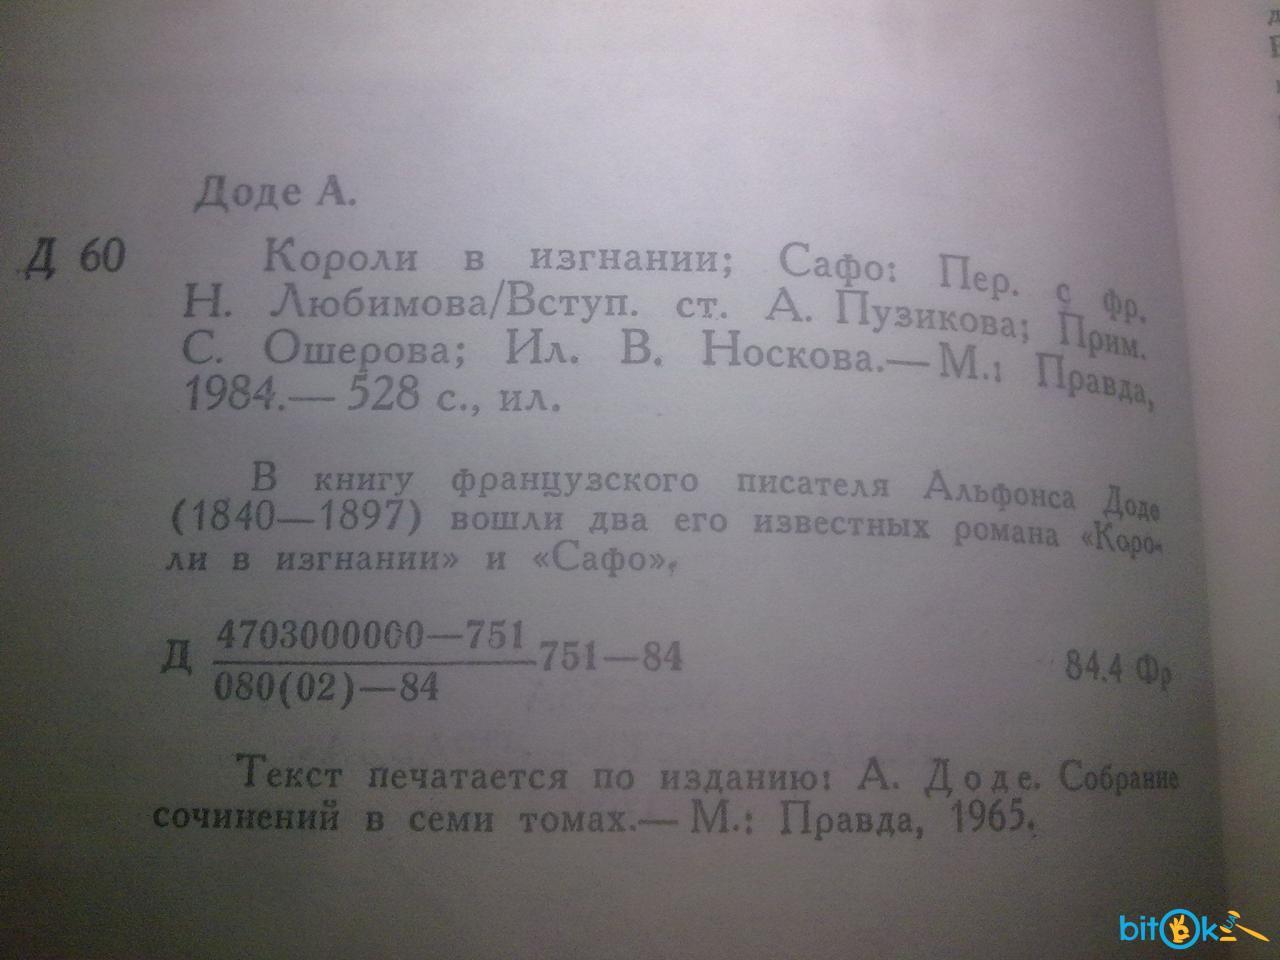 Доде А.
Д 60 Короли в изгнании; Сафо: Пер. с фр.
Н. Любимова/Вступ. ст. А. Пузикова; Прим.
С. Ошерова; Ил. В. Носкова.— М.: Правда,
1984.— 528 с., ил.
В книгу французского писателя Альфонса Доде
(1840—1897) вошли два его известных романа «Коро-
ли в изгнании» и «Сафо».
4703000000—751
Д 751—84 84.4 Фр
080(02)—84
Текст печатается по изданию: А. Доде. Собрание
сочинений в семи томах.— М.: Правда, 1965.
bitok.ua